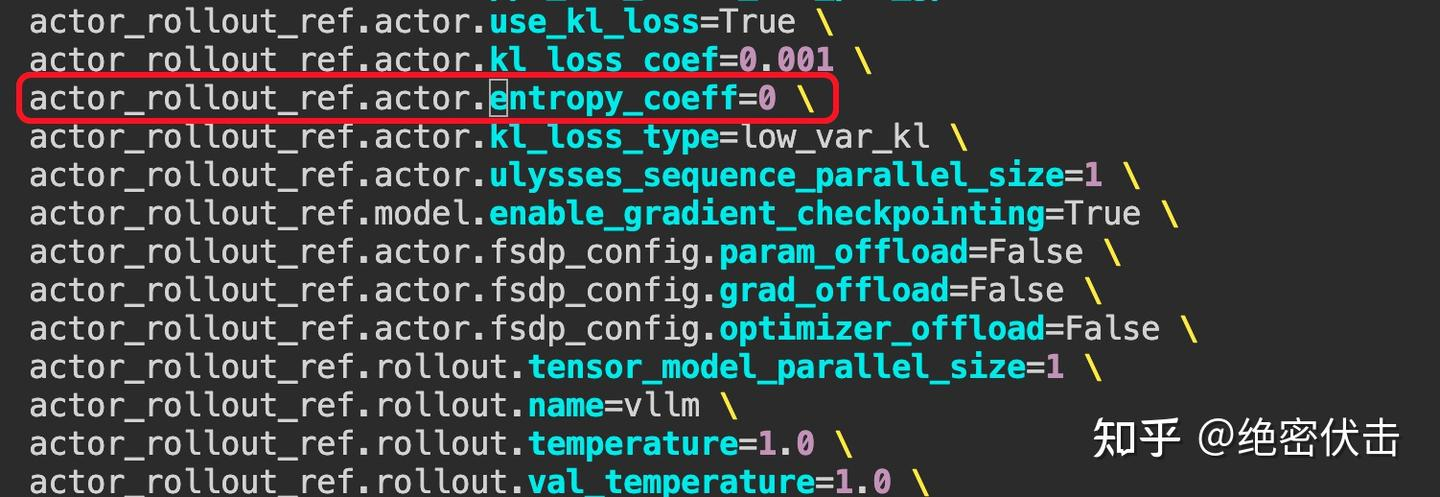 actor_rollout_ref.actor.use_kl_loss=True \
actor_rollout_ref.actor.kl_loss_coef=0.001 \
actor_rollout_ref.actor.entropy_coeff=0 \
actor_rollout_ref.actor.kl_loss_type=low_var_kl \
actor_rollout_ref.actor.ulysses_sequence_parallel_size=1 \
actor_rollout_ref.model.enable_gradient_checkpointing=True \
actor_rollout_ref.actor.fsdp_config.param_offload=False \
actor_rollout_ref.actor.fsdp_config.grad_offload=False \
actor_rollout_ref.actor.fsdp_config.optimizer_offload=False \
actor_rollout_ref.rollout.tensor_model_parallel_size=1 \
actor_rollout_ref.rollout.name=vllm \
actor_rollout_ref.rollout.temperature=1.0 \
actor_rollout_ref.rollout.val_temperature=1.0 \
知乎 @绝密伏击